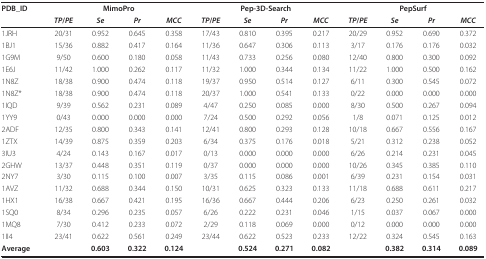 PDB_ID MimoPro Pep-3D-Search PepSurf
TP/PE Se Pr MCC TP/PE Se Pr MCC TP/PE Se Pr MCC
1JRH 20/31 0.952 0.645 0.358 17/43 0.810 0.395 0.217 20/29 0.952 0.690 0.372
1BJ1 15/36 0.882 0.417 0.164 11/36 0.647 0.306 0.113 3/17 0.176 0.176 0.032
1G9M 9/50 0.600 0.180 0.058 11/43 0.733 0.256 0.080 12/40 0.800 0.300 0.092
1E6J 11/42 1.000 0.262 0.117 11/32 1.000 0.344 0.134 11/22 1.000 0.500 0.162
1N8Z 18/38 0.900 0.474 0.118 19/37 0.950 0.514 0.127 6/11 0.300 0.545 0.072
1N8Z* 18/38 0.900 0.474 0.118 20/37 1.000 0.541 0.133 0/22 0.000 0.000 0.000
1IQD 9/39 0.562 0.231 0.089 4/47 0.250 0.085 0.000 8/30 0.500 0.267 0.094
1YY9 0/43 0.000 0.000 0.000 7/24 0.500 0.292 0.056 1/8 0.071 0.125 0.012
2ADF 12/35 0.800 0.343 0.141 12/41 0.800 0.293 0.128 10/18 0.667 0.556 0.167
1ZTX 14/39 0.875 0.359 0.203 6/34 0.375 0.176 0.018 5/21 0.312 0.238 0.052
3IU3 4/24 0.143 0.167 0.017 0/13 0.000 0.000 0.000 6/26 0.214 0.231 0.045
2GHW 13/37 0.448 0.351 0.119 0/37 0.000 0.000 0.000 10/26 0.345 0.385 0.110
2NY7 3/30 0.115 0.100 0.007 3/35 0.115 0.086 0.001 6/39 0.231 0.154 0.031
1AVZ 11/32 0.688 0.344 0.150 10/31 0.625 0.323 0.133 11/18 0.688 0.611 0.217
1HX1 16/38 0.667 0.421 0.195 16/36 0.667 0.444 0.206 6/23 0.250 0.261 0.032
1SQ0 8/34 0.296 0.235 0.057 6/26 0.222 0.231 0.046 1/15 0.037 0.067 0.000
1MQ8 7/30 0.412 0.233 0.072 2/29 0.118 0.069 0.000 0/12 0.000 0.000 0.000
1II4 23/41 0.622 0.561 0.249 23/44 0.622 0.523 0.233 12/22 0.324 0.545 0.163
Average 0.603 0.322 0.124 0.524 0.271 0.082 0.382 0.314 0.089